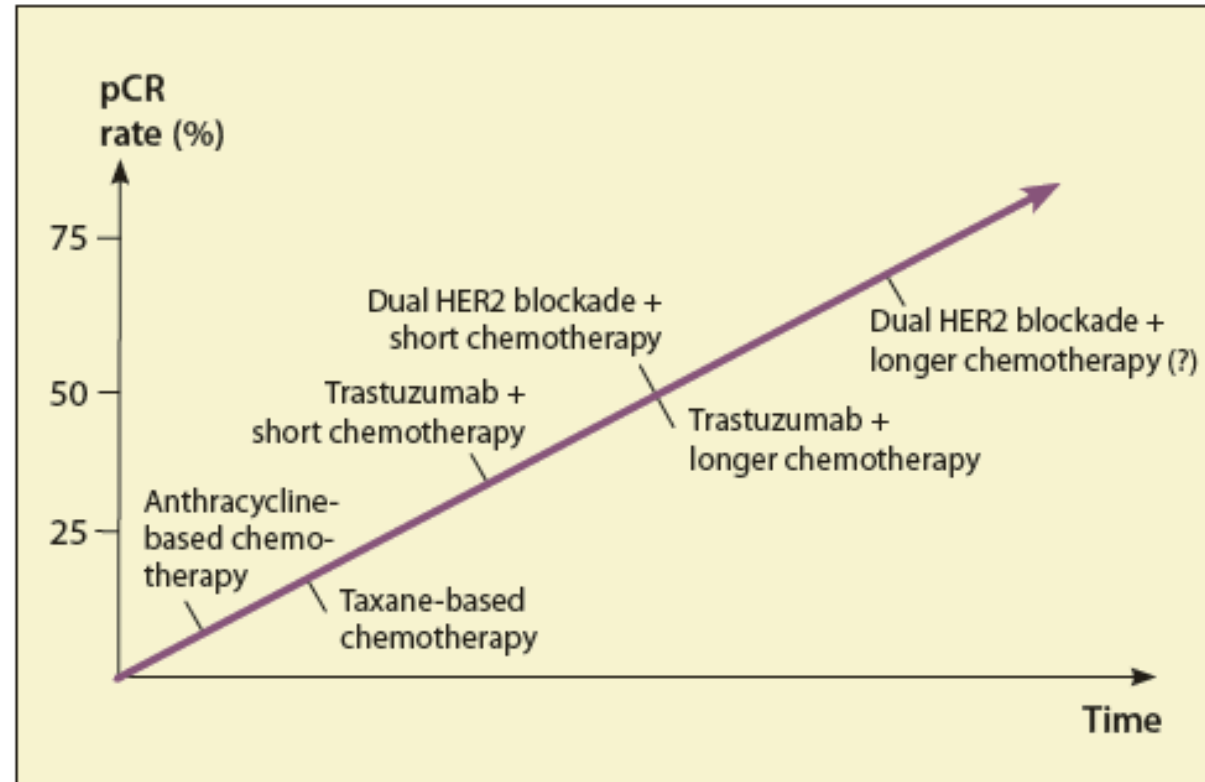 pCR
rate (%)
75
50
25
Dual HER2 blockade +
short chemotherapy
Dual HER2 blockade +
longer chemotherapy (?)
Trastuzumab +
short chemotherapy
Trastuzumab +
longer chemotherapy
Anthracycline-
based chemo-
therapy
Taxane-based
chemotherapy
Time